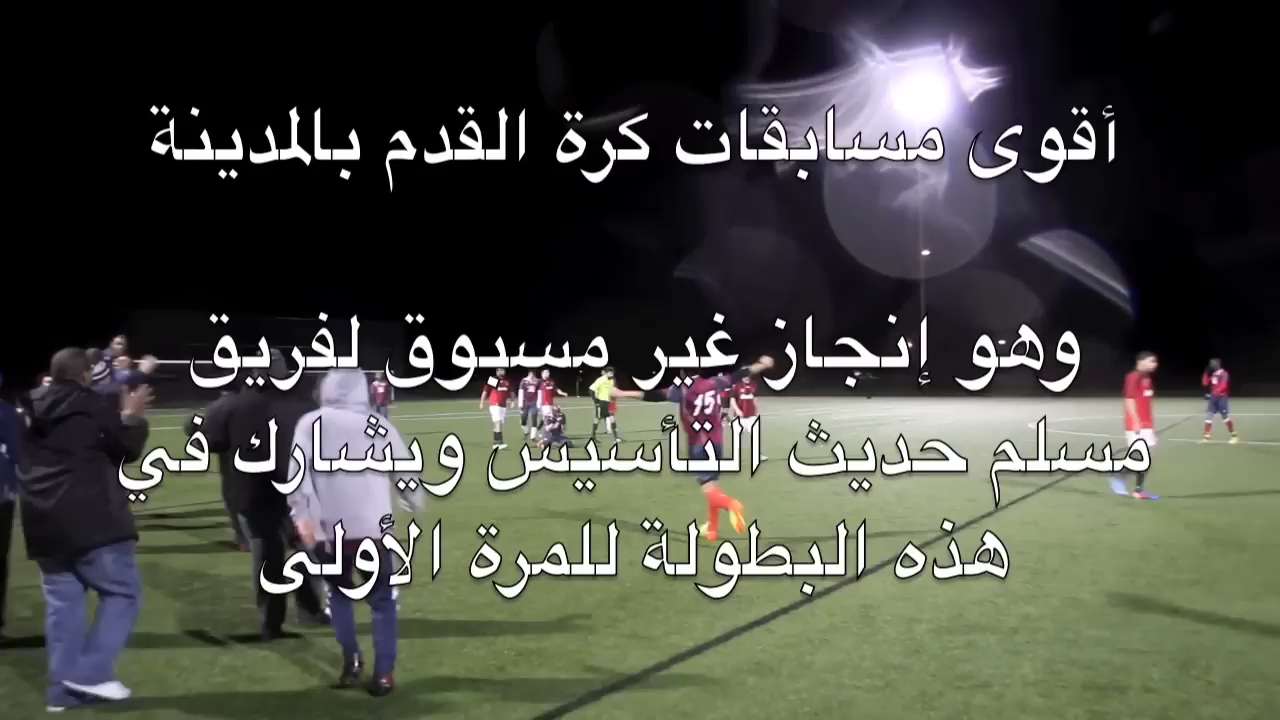 أقوى مسابقات كرة القدم بالمدينة
وهو إنجاز غير مسبوق لفريق
مسلم حديث التأسيس ويشارك في
هذه البطولة للمرة الأولى
15